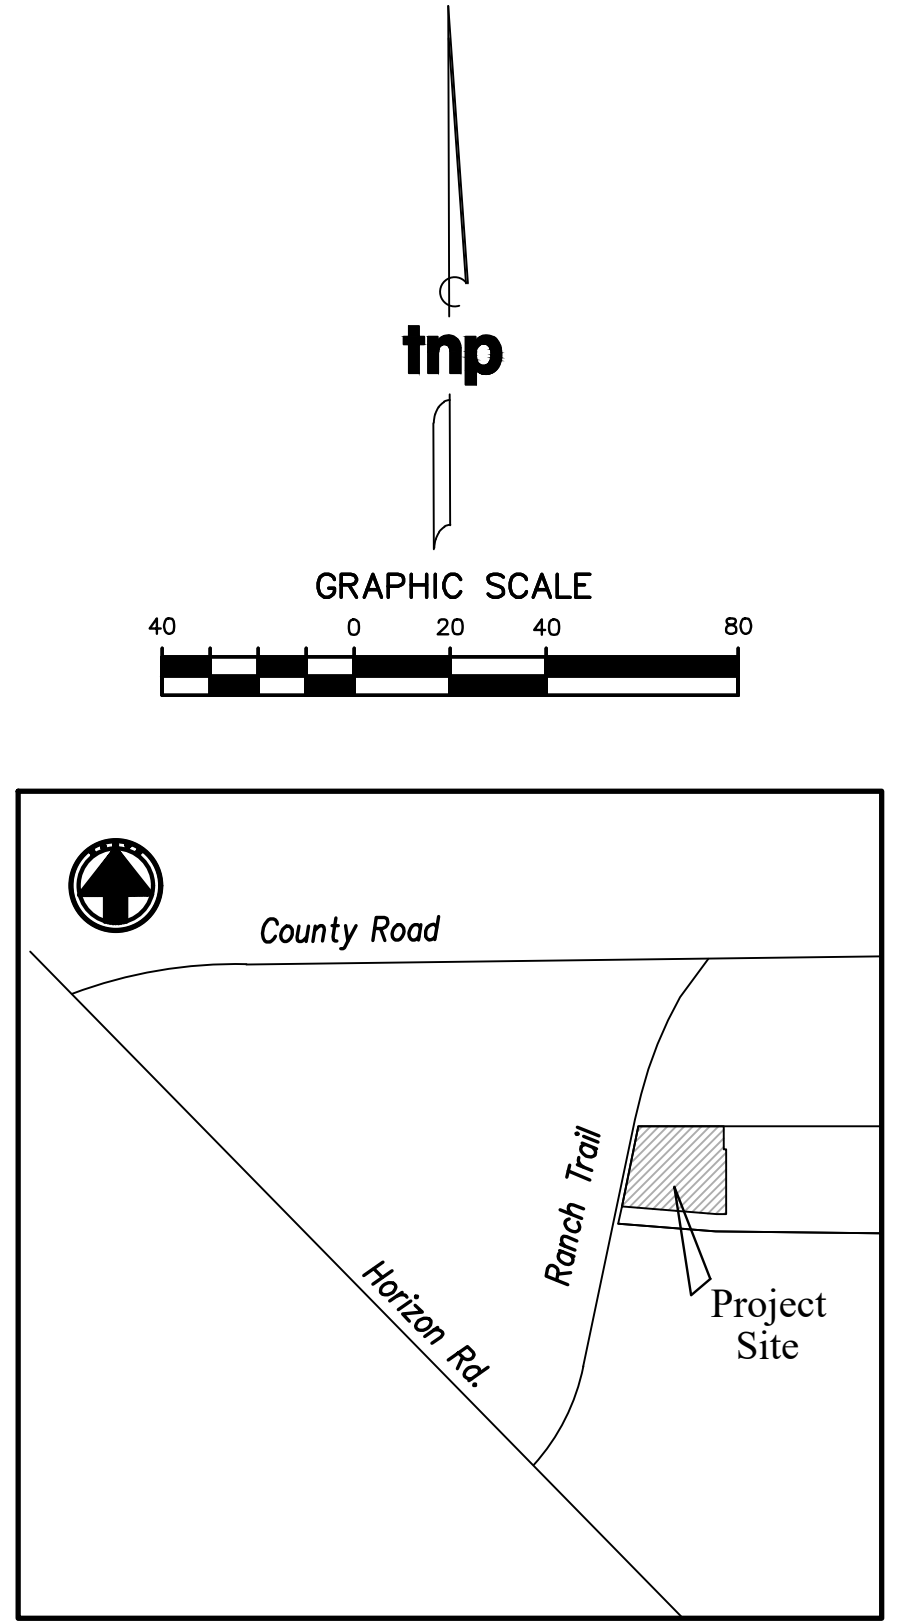 tnp
GRAPHIC SCALE
40 0 20 40 80
County Road
Ranch Trail
Horizon Rd.
Project
Site